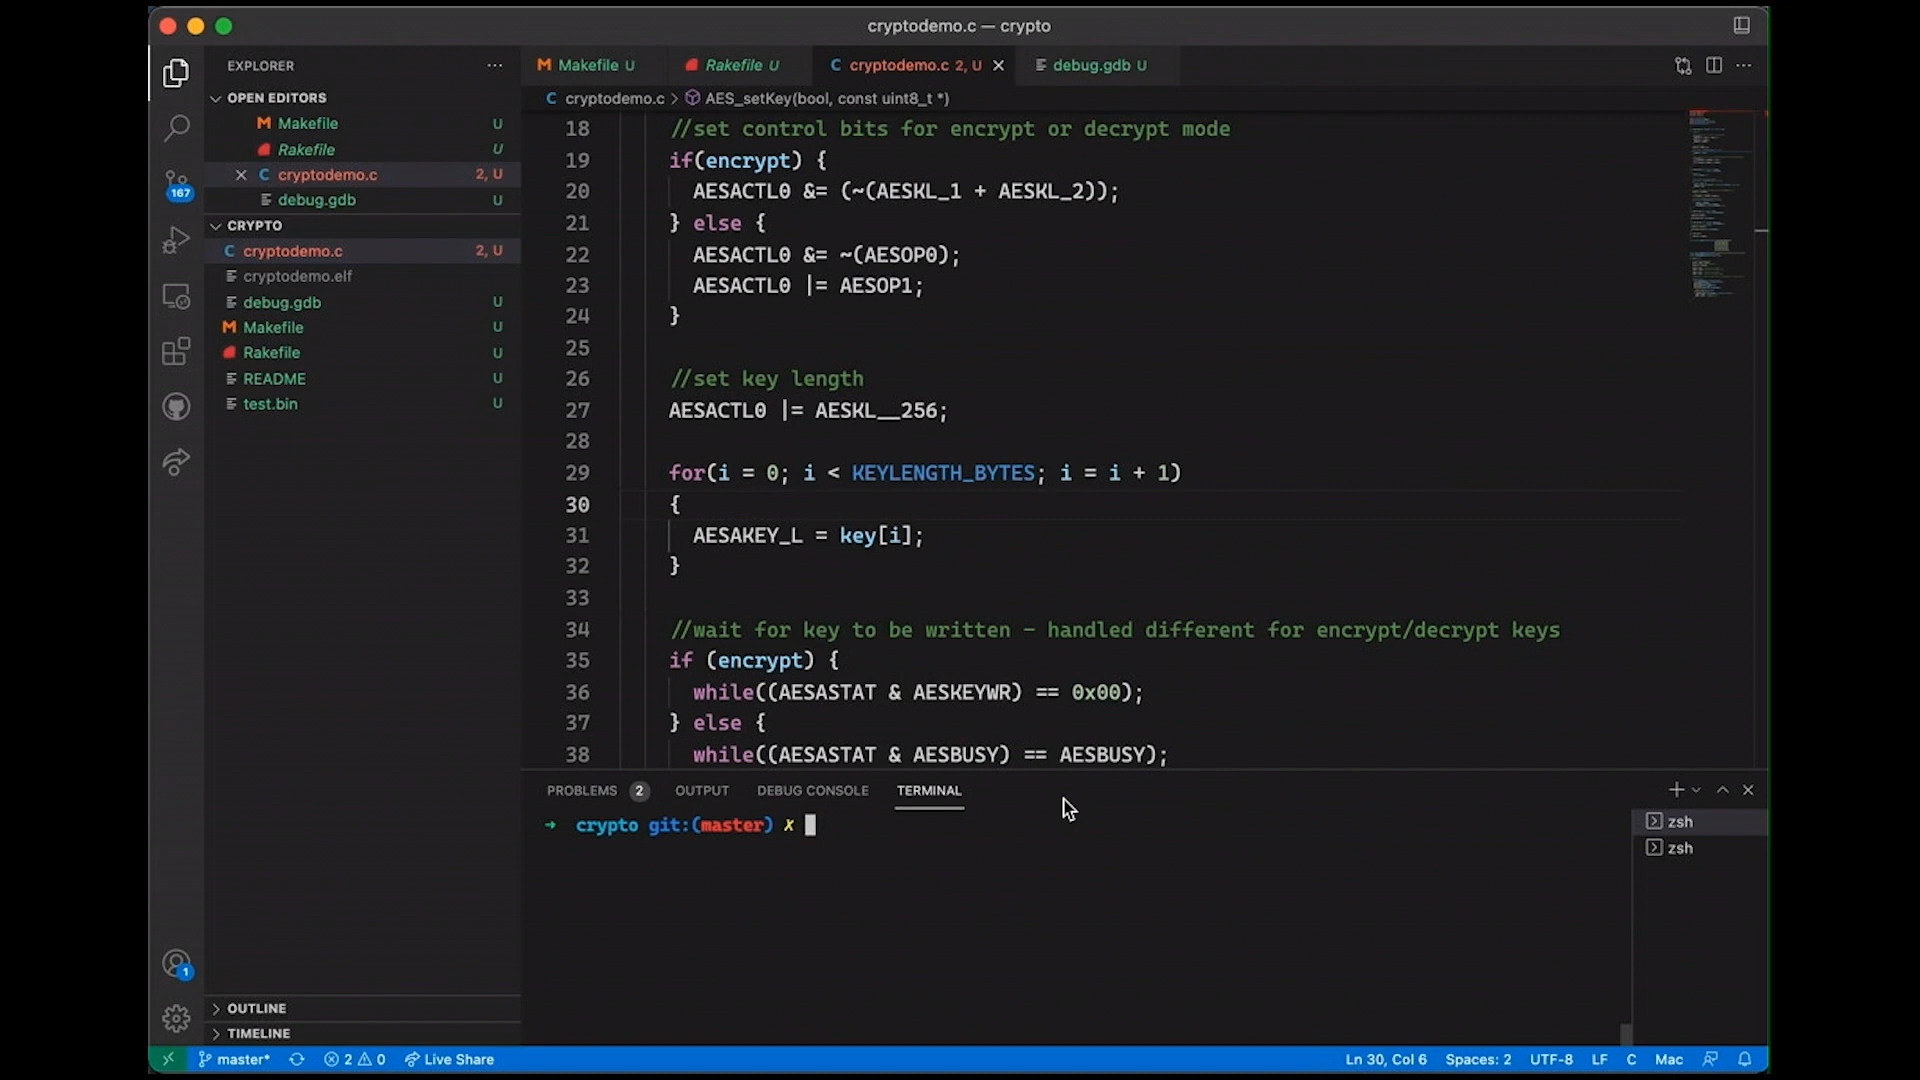 cryptodemo.c — crypto
EXPLORER
Makefile U
Rakefile U
cryptodemo.c 2, U
debug.gdb U
cryptodemo.c > AES_setKey(bool, const uint8_t *)
OPEN EDITORS
Makefile U
Rakefile U
cryptodemo.c 2, U
debug.gdb U
CRYPTO
cryptodemo.c 2, U
cryptodemo.elf
debug.gdb U
Makefile U
Rakefile U
README U
test.bin U
OUTLINE
TIMELINE
167
1
18 //set control bits for encrypt or decrypt mode
19 if(encrypt) {
20 AESACTL0 &= (~(AESKL_1 + AESKL_2));
21 } else {
22 AESACTL0 &= ~(AESOP0);
23 AESACTL0 |= AESOP1;
24 }
25
26 //set key length
27 AESACTL0 |= AESKL__256;
28
29 for(i = 0; i < KEYLENGTH_BYTES; i = i + 1)
30 {
31 AESAKEY_L = key[i];
32 }
33
34 //wait for key to be written - handled different for encrypt/decrypt keys
35 if (encrypt) {
36 while((AESASTAT & AESKEYWR) == 0x00);
37 } else {
38 while((AESASTAT & AESBUSY) == AESBUSY);
PROBLEMS 2 OUTPUT DEBUG CONSOLE TERMINAL
→ crypto git:(master) ✗
zsh
zsh
master* 2 0 Live Share Ln 30, Col 6 Spaces: 2 UTF-8 LF C Mac